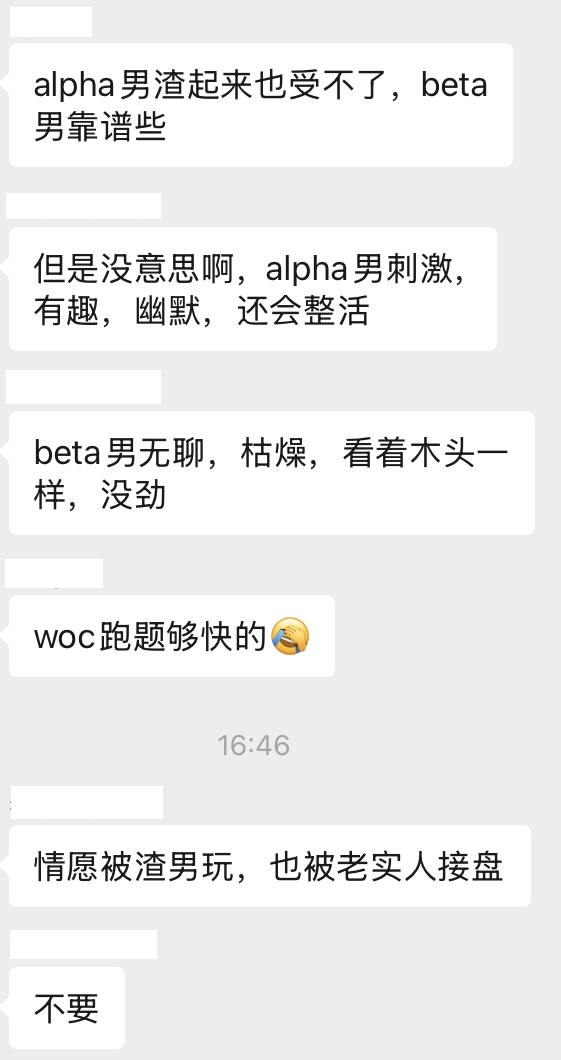 alpha男渣起来也受不了，beta
男靠谱些
但是没意思啊，alpha男刺激，
有趣，幽默，还会整活
beta男无聊，枯燥，看着木头一
样，没劲
woc跑题够快的🤣
16:46
情愿被渣男玩，也被老实人接盘
不要